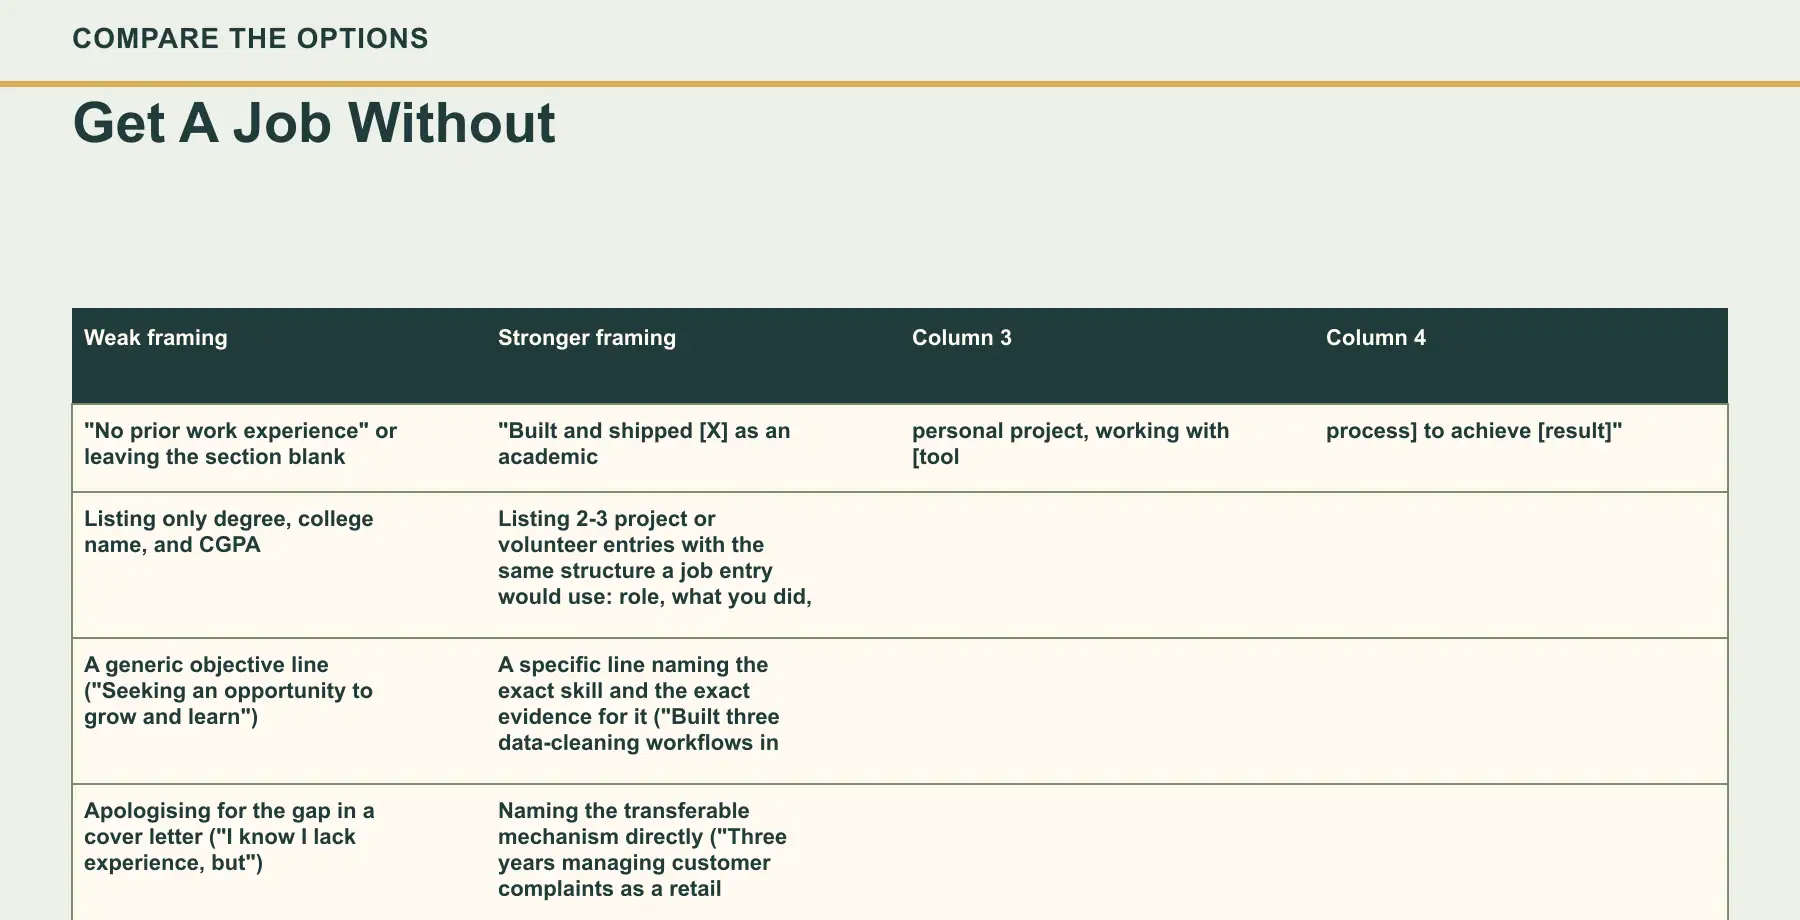 COMPARE THE OPTIONS
Get A Job Without
Weak framing
Stronger framing
Column 3
Column 4
"No prior work experience" or
leaving the section blank
"Built and shipped [X] as an
academic
personal project, working with
[tool
process] to achieve [result]"
Listing only degree, college
name, and CGPA
Listing 2-3 project or
volunteer entries with the
same structure a job entry
would use: role, what you did,
A generic objective line
("Seeking an opportunity to
grow and learn")
A specific line naming the
exact skill and the exact
evidence for it ("Built three
data-cleaning workflows in
Apologising for the gap in a
cover letter ("I know I lack
experience, but")
Naming the transferable
mechanism directly ("Three
years managing customer
complaints as a retail